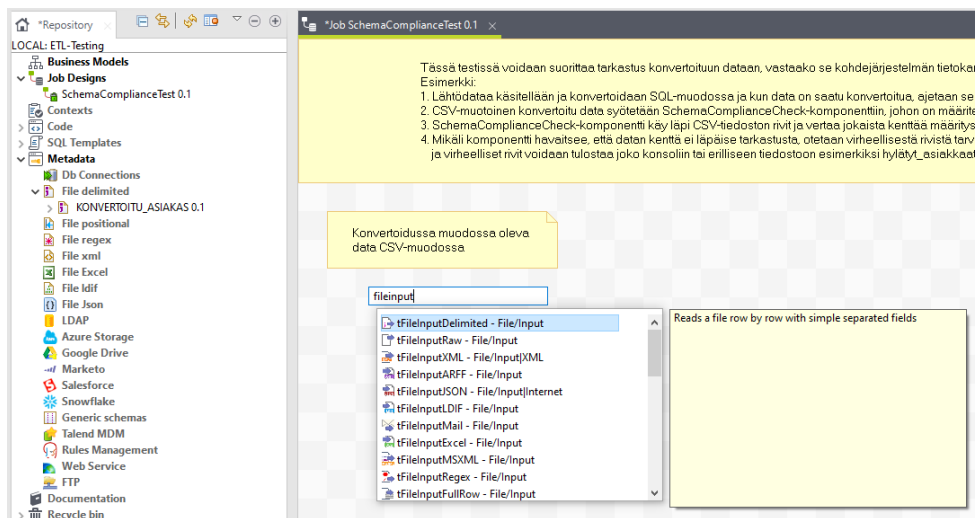 *Repository
*Job SchemaComplianceTest 0.1
LOCAL: ETL-Testing
Business Models
Job Designs
SchemaComplianceTest 0.1
Contexts
Code
SQL Templates
Metadata
Db Connections
File delimited
KONVERTOITU_ASIAKAS 0.1
File positional
File regex
File xml
File Excel
File ldif
File Json
LDAP
Azure Storage
Google Drive
Marketo
Salesforce
Snowflake
Generic schemas
Talend MDM
Rules Management
Web Service
FTP
Documentation
Recycle bin
Tässä testissä voidaan suorittaa tarkastus konvertoituun dataan, vastaako se kohdejärjestelmän tietokan
Esimerkki:
1. Lähtödataa käsitellään ja konvertoidaan SQL-muodossa ja kun data on saatu konvertoitua, ajetaan se
2. CSV-muotoinen konvertoitu data syötetään SchemaComplianceCheck-komponenttiin, johon on määrite
3. SchemaComplianceCheck-komponentti käy läpi CSV-tiedoston rivit ja vertaa jokaista kenttää määritys
4. Mikäli komponentti havaitsee, että datan kenttä ei läpäise tarkastusta, otetaan virheellisestä rivistä tarv
ja virheelliset rivit voidaan tulostaa joko konsoliin tai erilliseen tiedostoon esimerkiksi hylätyt_asiakkaat
Konvertoidussa muodossa oleva
data CSV-muodossa
fileinput
tFileInputDelimited - File/Input
tFileInputRaw - File/Input
tFileInputXML - File/Input|XML
tFileInputARFF - File/Input
tFileInputJSON - File/Input|Internet
tFileInputLDIF - File/Input
tFileInputMail - File/Input
tFileInputExcel - File/Input
tFileInputMSXML - File/Input
tFileInputRegex - File/Input
tFileInputFullRow - File/Input
Reads a file row by row with simple separated fields